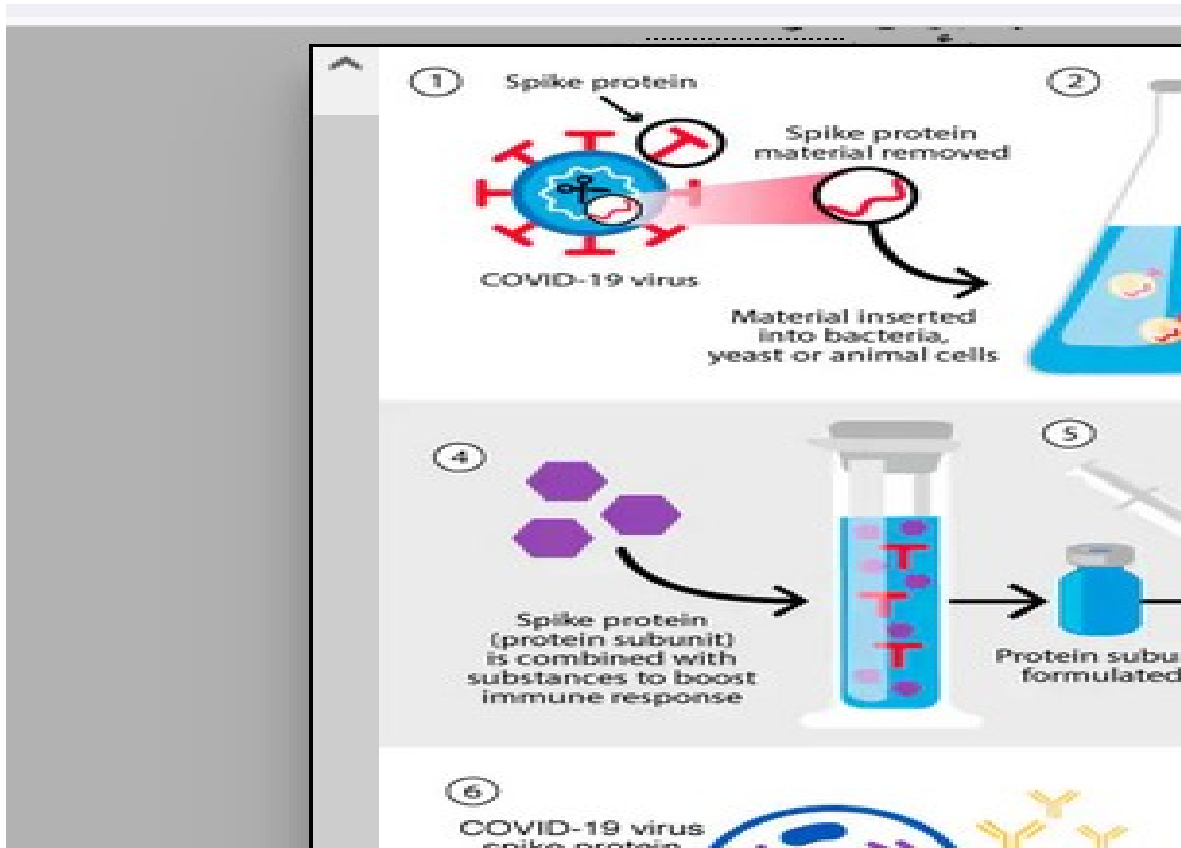 1
Spike protein
2
Spike protein
material removed
COVID-19 virus
Material inserted
into bacteria,
yeast or animal cells
4
5
Spike protein
(protein subunit)
is combined with
substances to boost
immune response
Protein subu
formulated
6
COVID-19 virus
spike protein